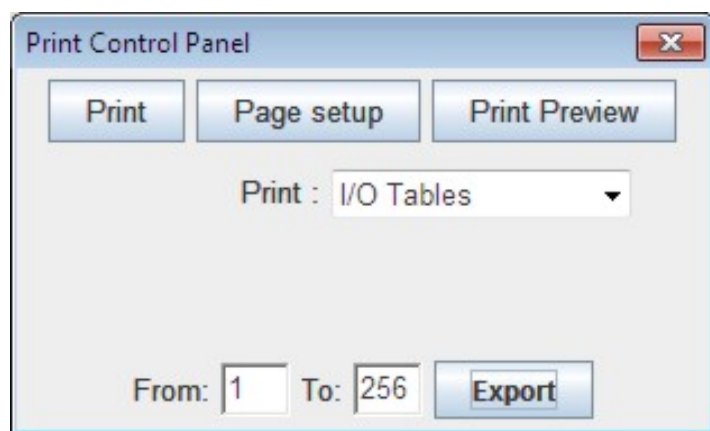 Print Control Panel
Print Page setup Print Preview
Print : I/O Tables
From: 1 To: 256 Export